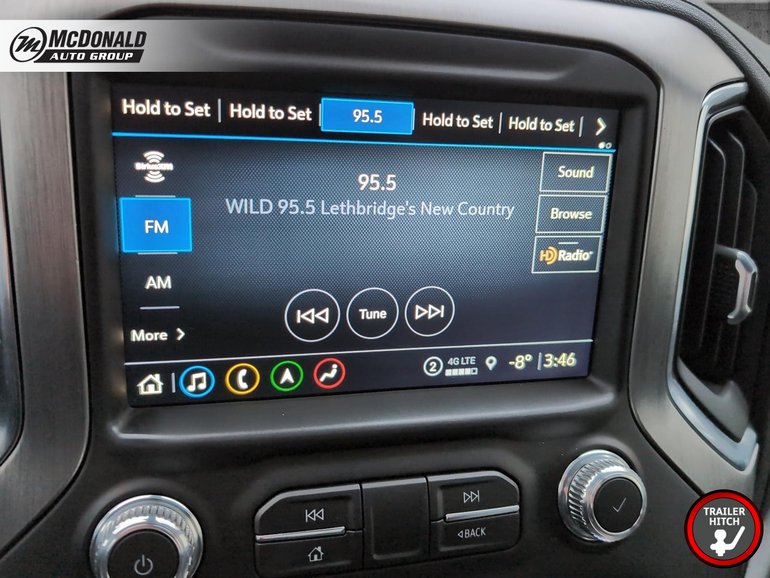 McDONALD
AUTO GROUP
Hold to Set | Hold to Set | 95.5 Hold to Set | Hold to Set |
SiriusXM
95.5
Sound
WILD 95.5 Lethbridge's New Country
FM
Browse
HD Radio
AM
Tune
More
2 4G LTE -8° 3:46
BACK
TRAILER
HITCH